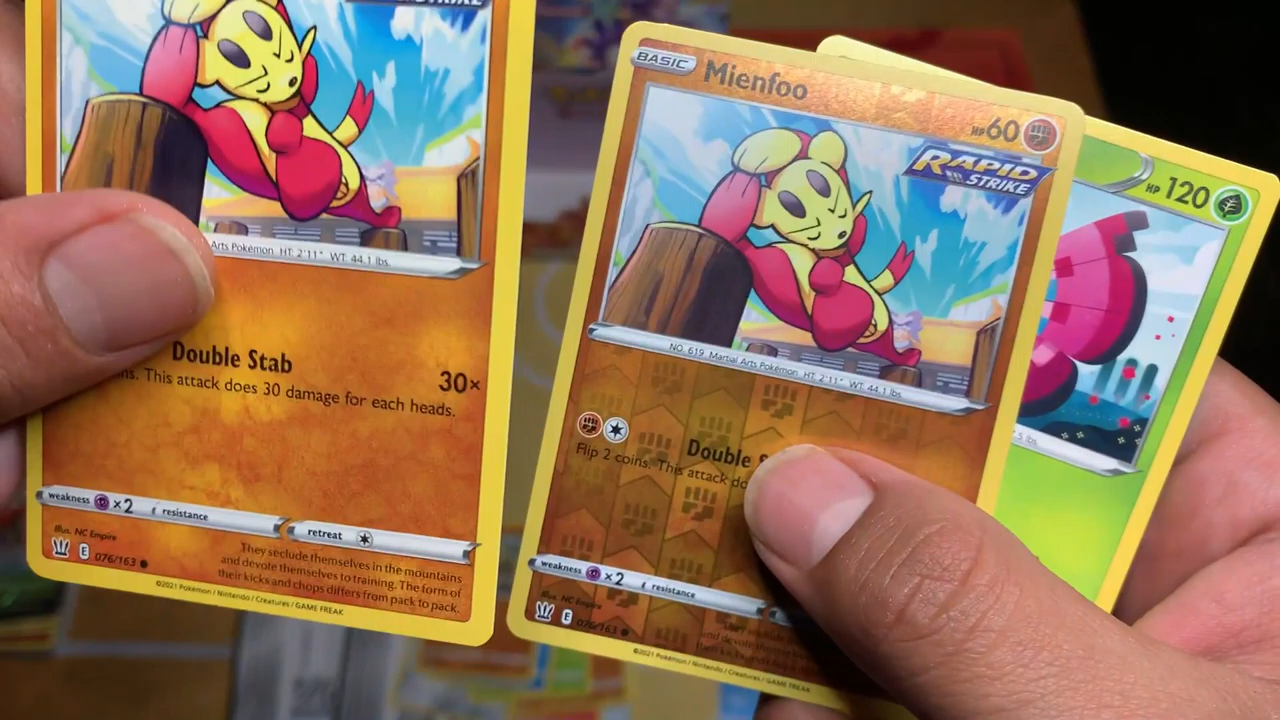 STRIKE
Arts Pokémon HT: 2'11" WT: 44.1 lbs.
Double Stab 30×
This attack does 30 damage for each heads.
weakness ×2 resistance
retreat
Illus. NC Empire
E 076/163
They seclude themselves in the mountains
and devote themselves to training. The form of
their kicks and chops differs from pack to pack.
©2021 Pokémon / Nintendo / Creatures / GAME FREAK
BASIC Mienfoo
HP 60
RAPID
STRIKE
NO. 619 Martial Arts Pokémon HT: 2'11" WT: 44.1 lbs.
Double
Flip 2 coins. This attack do
weakness ×2 resistance
Illus. NC Empire
E 076/163
©2021 Pokémon / Nintendo / Creatures / GAME FREAK
HP 120
lbs.